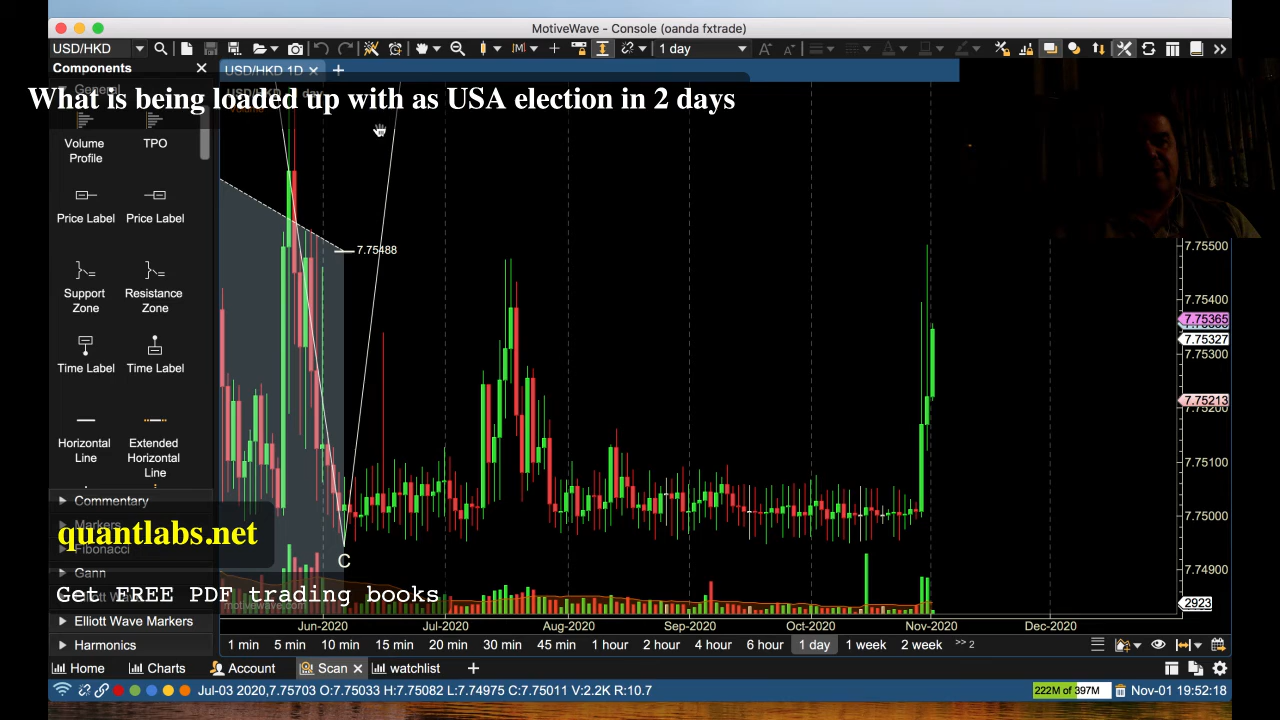 MotiveWave - Console (oanda fxtrade)
USD/HKD
1 day
Components
USD/HKD 1D
What is being loaded up with as USA election in 2 days
Volume Profile
TPO
Price Label
Price Label
Support Zone
Resistance Zone
Time Label
Time Label
Horizontal Line
Extended Horizontal Line
Commentary
Markers
quantlabs.net
Fibonacci
Gann
Get FREE PDF trading books
motivewave.com
Elliott Wave Markers
Harmonics
7.75488
C
7.75500
7.75400
7.75365
7.75327
7.75300
7.75213
7.75200
7.75100
7.75000
7.74900
2923
Jun-2020 Jul-2020 Aug-2020 Sep-2020 Oct-2020 Nov-2020 Dec-2020
1 min 5 min 10 min 15 min 20 min 30 min 45 min 1 hour 2 hour 4 hour 6 hour 1 day 1 week 2 week >> 2
Home Charts Account Scan watchlist
Jul-03 2020,7.75703 O:7.75033 H:7.75082 L:7.74975 C:7.75011 V:2.2K R:10.7
222M of 397M
Nov-01 19:52:18